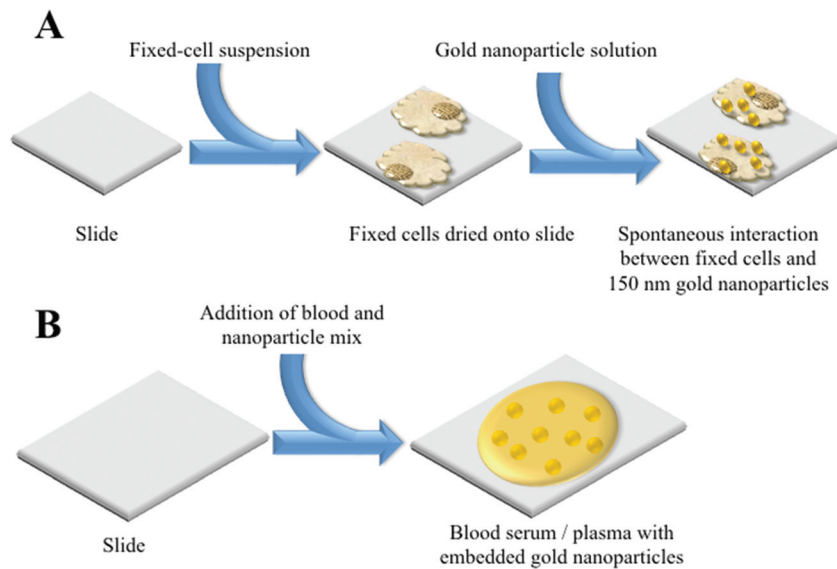 A
Fixed-cell suspension
Gold nanoparticle solution
Slide
Fixed cells dried onto slide
Spontaneous interaction
between fixed cells and
150 nm gold nanoparticles
B
Addition of blood and
nanoparticle mix
Slide
Blood serum / plasma with
embedded gold nanoparticles